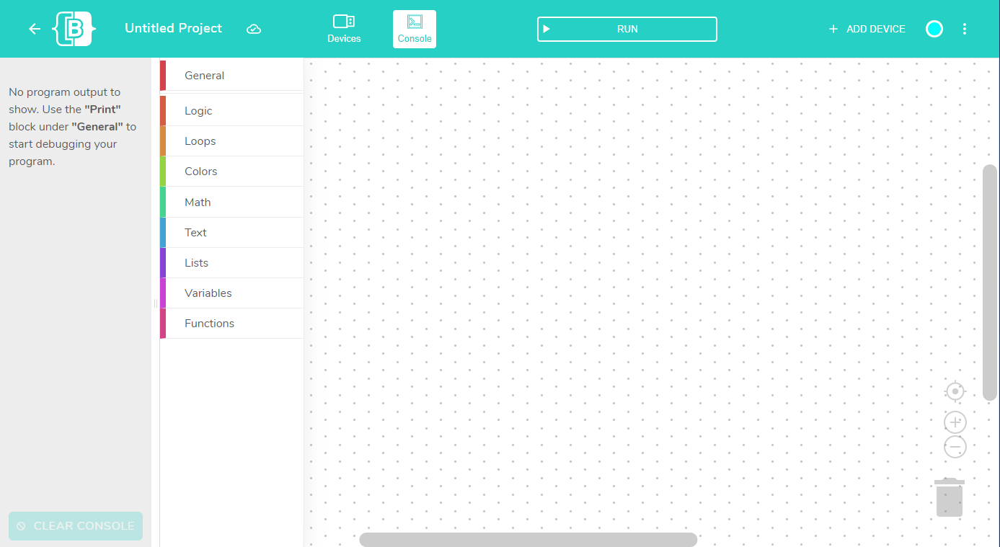 B
Untitled Project
Devices
Console
RUN
ADD DEVICE
No program output to
show. Use the "Print"
block under "General" to
start debugging your
program.
CLEAR CONSOLE
General
Logic
Loops
Colors
Math
Text
Lists
Variables
Functions